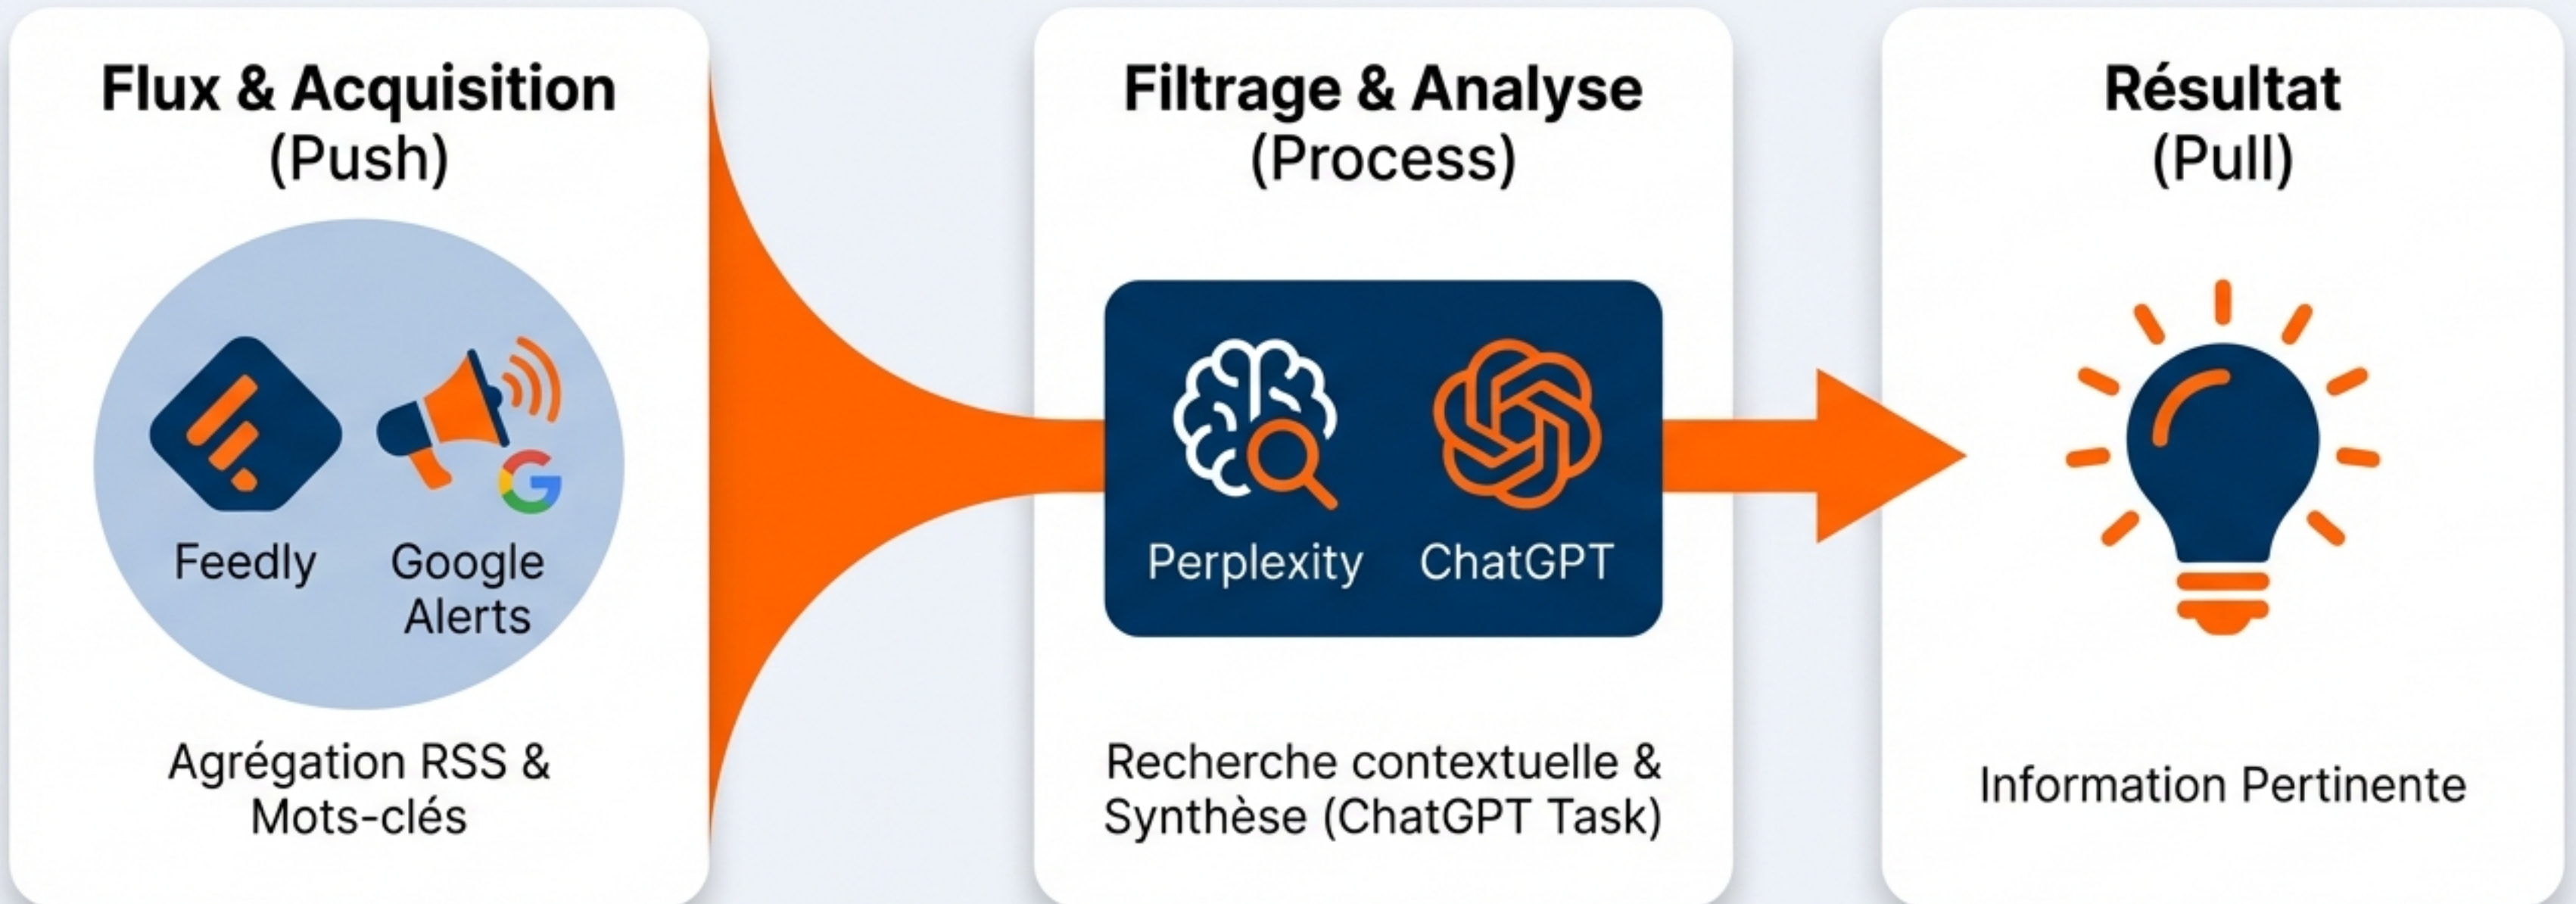 Flux & Acquisition
(Push)
Feedly
Google
Alerts
Agrégation RSS &
Mots-clés
Filtrage & Analyse
(Process)
Perplexity
ChatGPT
Recherche contextuelle &
Synthèse (ChatGPT Task)
Résultat
(Pull)
Information Pertinente